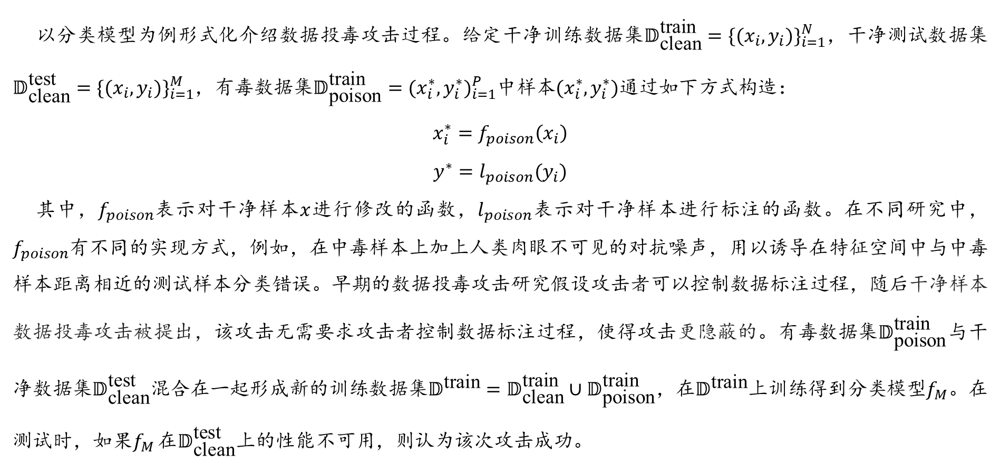 以分类模型为例形式化介绍数据投毒攻击过程。给定干净训练数据集$\mathbb{D}_{\text{clean}}^{\text{train}} = \{(x_i, y_i)\}_{i=1}^{N}$，干净测试数据集
$\mathbb{D}_{\text{clean}}^{\text{test}} = \{(x_i, y_i)\}_{i=1}^{M}$，有毒数据集$\mathbb{D}_{\text{poison}}^{\text{train}} = (x_i^*, y_i^*)_{i=1}^{P}$中样本$(x_i^*, y_i^*)$通过如下方式构造：
$x_i^* = f_{poison}(x_i)$
$y^* = l_{poison}(y_i)$
其中，$f_{poison}$表示对干净样本$x$进行修改的函数，$l_{poison}$表示对干净样本进行标注的函数。在不同研究中，
$f_{poison}$有不同的实现方式，例如，在中毒样本上加上人类肉眼不可见的对抗噪声，用以诱导在特征空间中与中毒
样本距离相近的测试样本分类错误。早期的数据投毒攻击研究假设攻击者可以控制数据标注过程，随后干净样本
数据投毒攻击被提出，该攻击无需要求攻击者控制数据标注过程，使得攻击更隐蔽的。有毒数据集$\mathbb{D}_{\text{poison}}^{\text{train}}$与干
净数据集$\mathbb{D}_{\text{clean}}^{\text{test}}$混合在一起形成新的训练数据集$\mathbb{D}^{\text{train}} = \mathbb{D}_{\text{clean}}^{\text{train}} \cup \mathbb{D}_{\text{poison}}^{\text{train}}$，在$\mathbb{D}^{\text{train}}$上训练得到分类模型$f_M$。在
测试时，如果$f_M$在$\mathbb{D}_{\text{clean}}^{\text{test}}$上的性能不可用，则认为该次攻击成功。